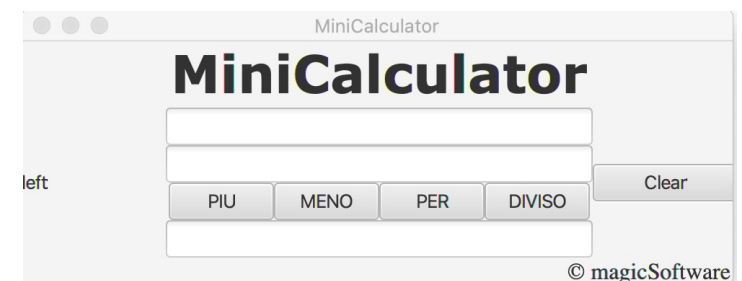 MiniCalculator
MiniCalculator
left
PIU MENO PER DIVISO
Clear
© magicSoftware